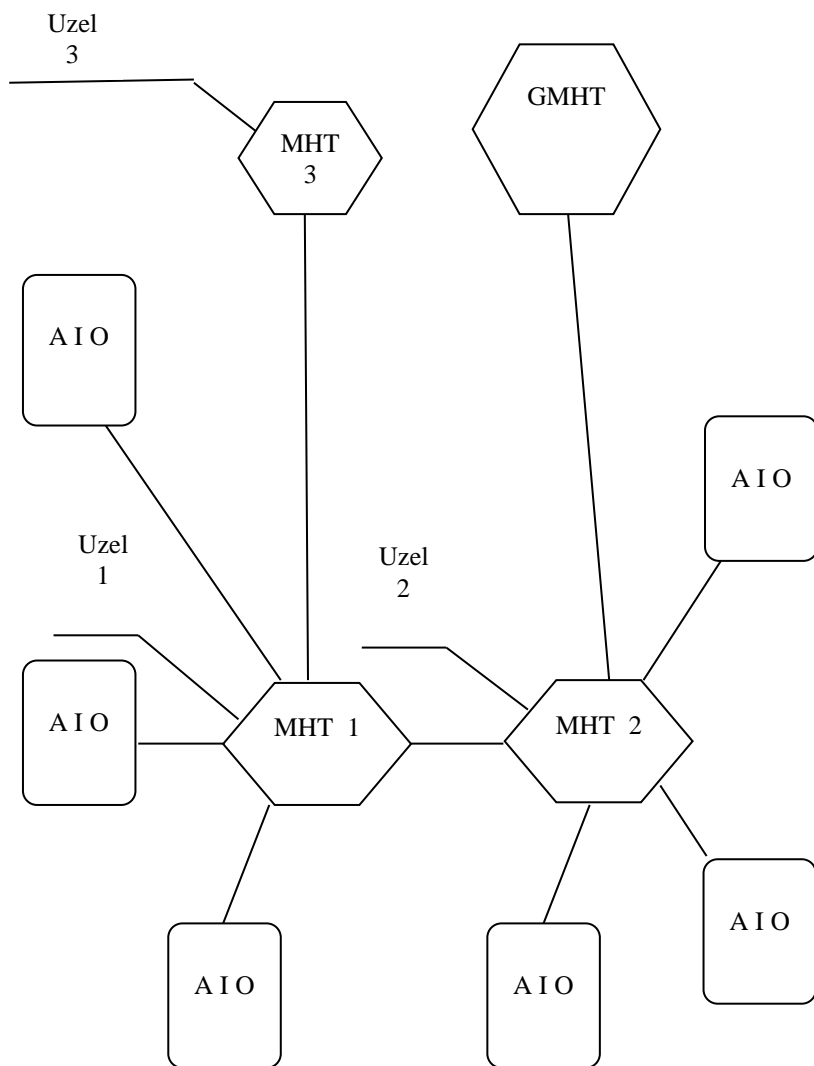 Uzel
3
MHT
3
GMHT
A I O
A I O
Uzel
1
Uzel
2
A I O
MHT 1
MHT 2
A I O
A I O
A I O